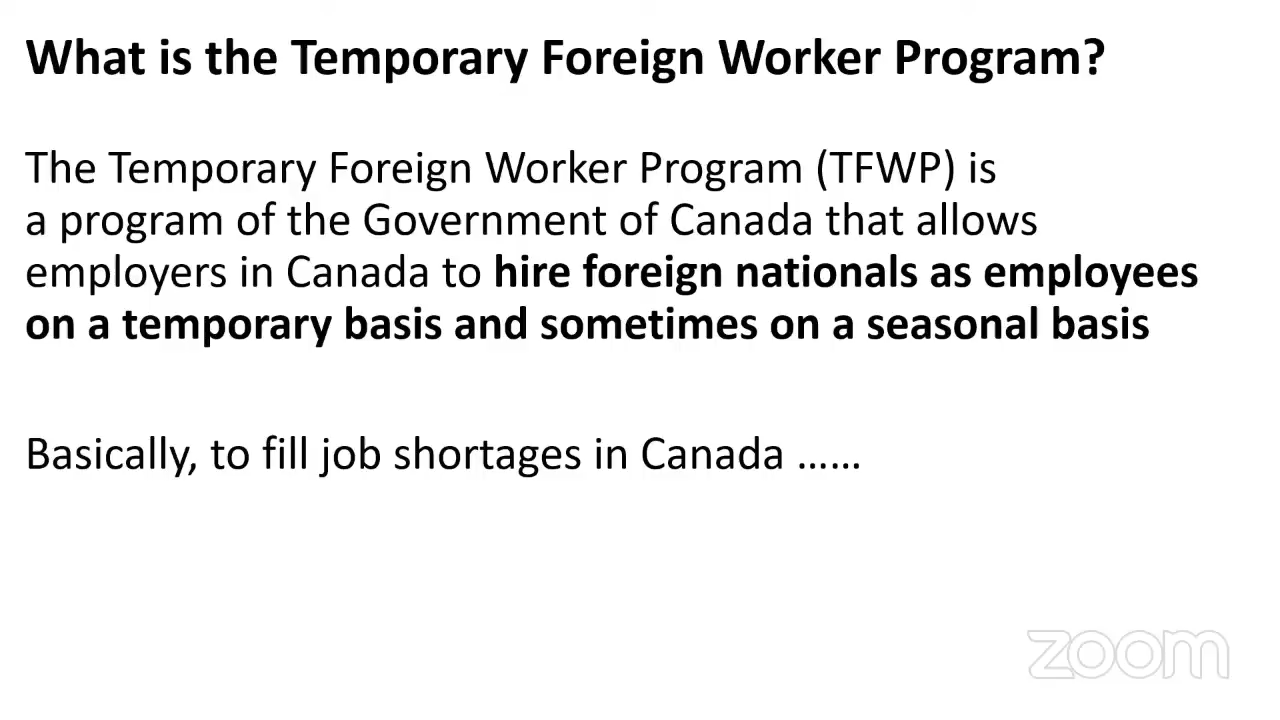 What is the Temporary Foreign Worker Program?
The Temporary Foreign Worker Program (TFWP) is
a program of the Government of Canada that allows
employers in Canada to hire foreign nationals as employees
on a temporary basis and sometimes on a seasonal basis
Basically, to fill job shortages in Canada ……
zoom